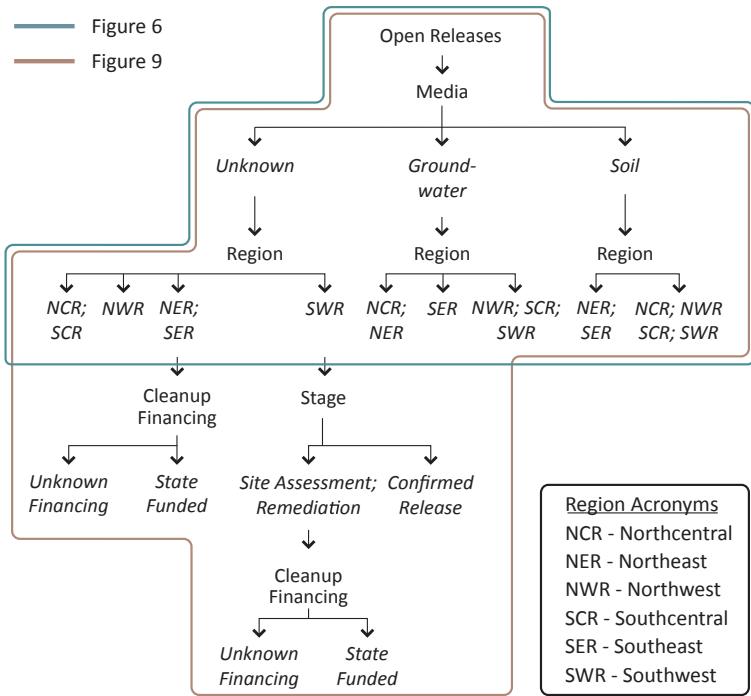 Figure 6
Figure 9
Open Releases
Media
Unknown
Ground-
water
Soil
Region
Region
Region
NCR;
SCR
NWR
NER;
SER
SWR
NCR;
NER
SER
NWR; SCR;
SWR
NER;
SER
NCR; NWR
SCR; SWR
Cleanup
Financing
Stage
Unknown
Financing
State
Funded
Site Assessment;
Remediation
Confirmed
Release
Cleanup
Financing
Unknown
Financing
State
Funded
Region Acronyms
NCR - Northcentral
NER - Northeast
NWR - Northwest
SCR - Southcentral
SER - Southeast
SWR - Southwest